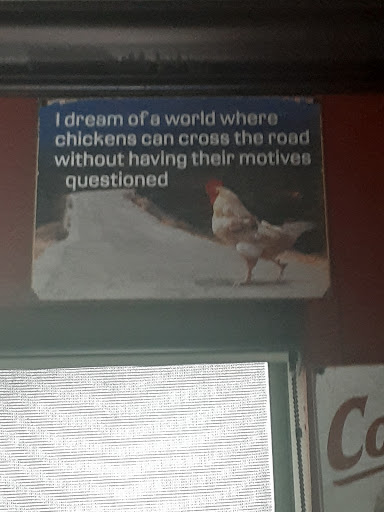 I dream of a world where
chickens can cross the road
without having their motives
questioned